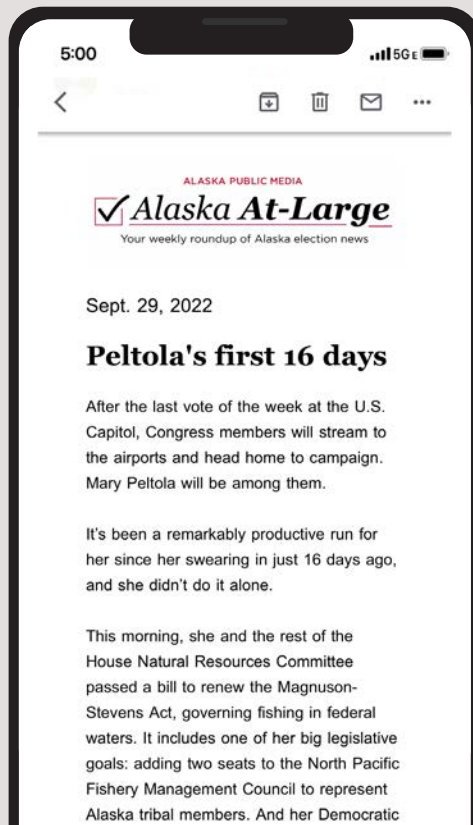 5:00
5G E
ALASKA PUBLIC MEDIA
Alaska At-Large
Your weekly roundup of Alaska election news
Sept. 29, 2022
Peltola's first 16 days
After the last vote of the week at the U.S.
Capitol, Congress members will stream to
the airports and head home to campaign.
Mary Peltola will be among them.
It's been a remarkably productive run for
her since her swearing in just 16 days ago,
and she didn't do it alone.
This morning, she and the rest of the
House Natural Resources Committee
passed a bill to renew the Magnuson-
Stevens Act, governing fishing in federal
waters. It includes one of her big legislative
goals: adding two seats to the North Pacific
Fishery Management Council to represent
Alaska tribal members. And her Democratic